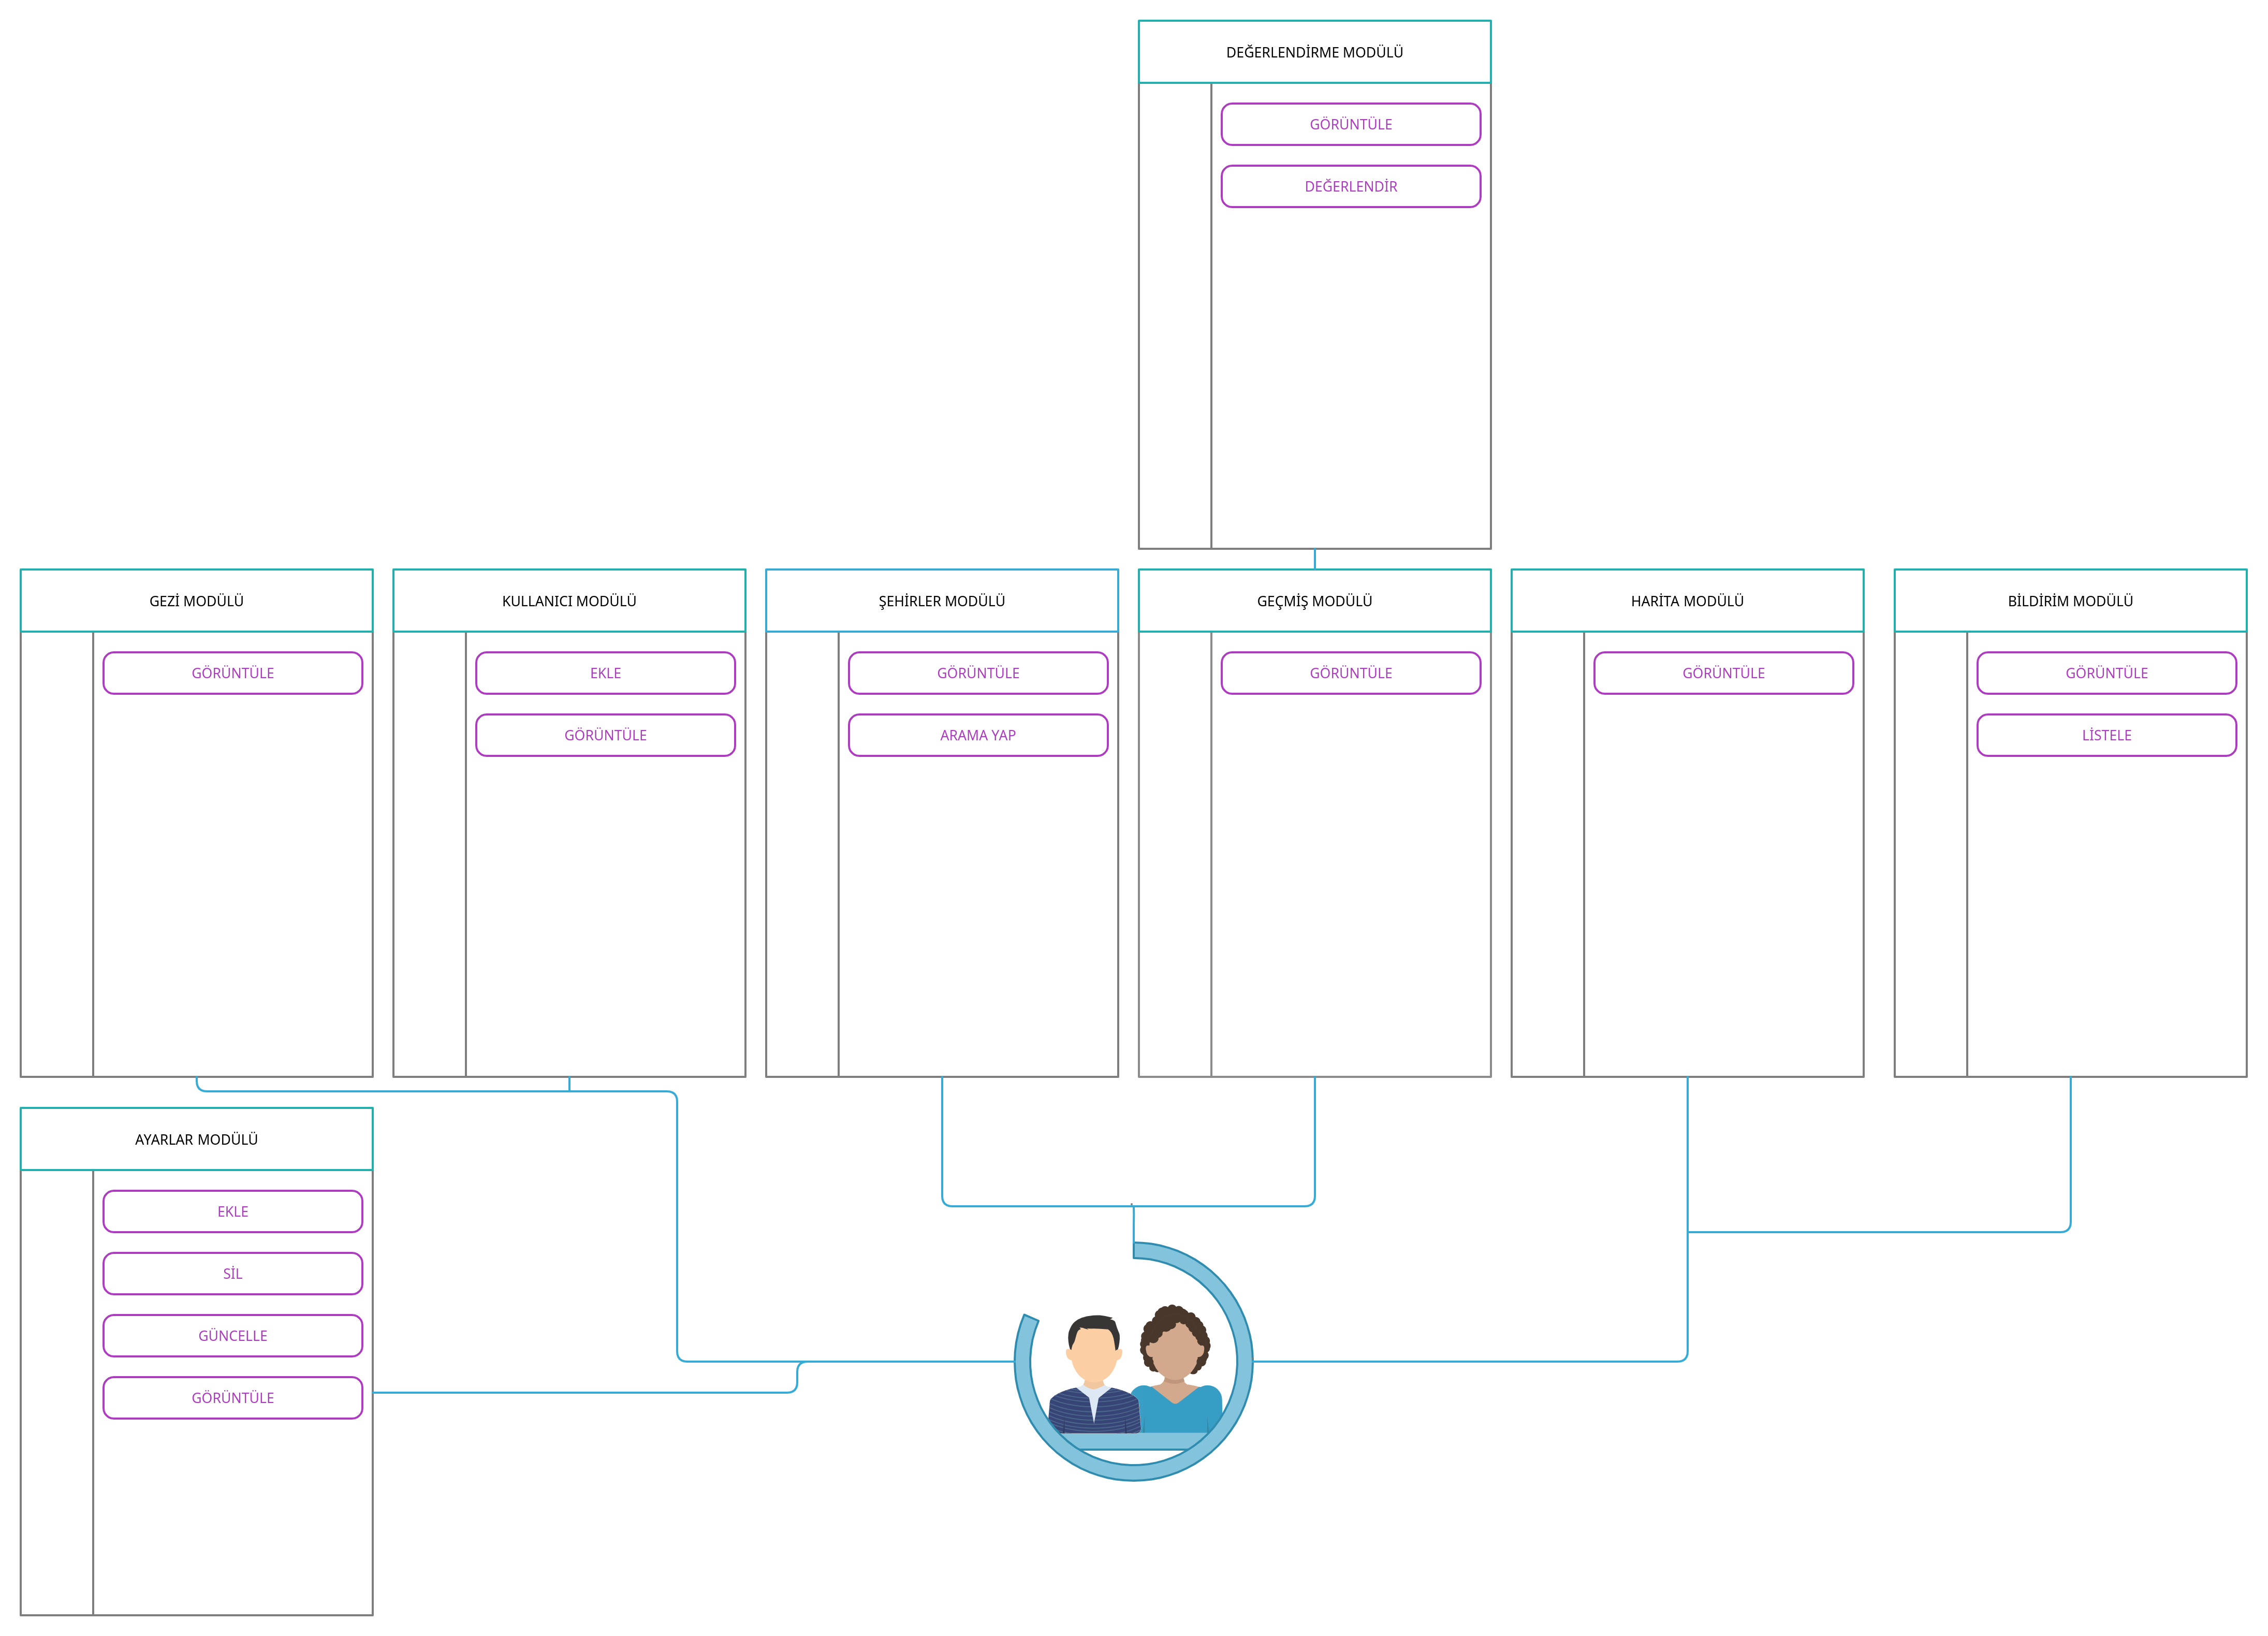 DEĞERLENDİRME MODÜLÜ
GÖRÜNTÜLE
DEĞERLENDİR
GEZİ MODÜLÜ
GÖRÜNTÜLE
KULLANICI MODÜLÜ
EKLE
GÖRÜNTÜLE
ŞEHİRLER MODÜLÜ
GÖRÜNTÜLE
ARAMA YAP
GEÇMİŞ MODÜLÜ
GÖRÜNTÜLE
HARİTA MODÜLÜ
GÖRÜNTÜLE
BİLDİRİM MODÜLÜ
GÖRÜNTÜLE
LİSTELE
AYARLAR MODÜLÜ
EKLE
SİL
GÜNCELLE
GÖRÜNTÜLE